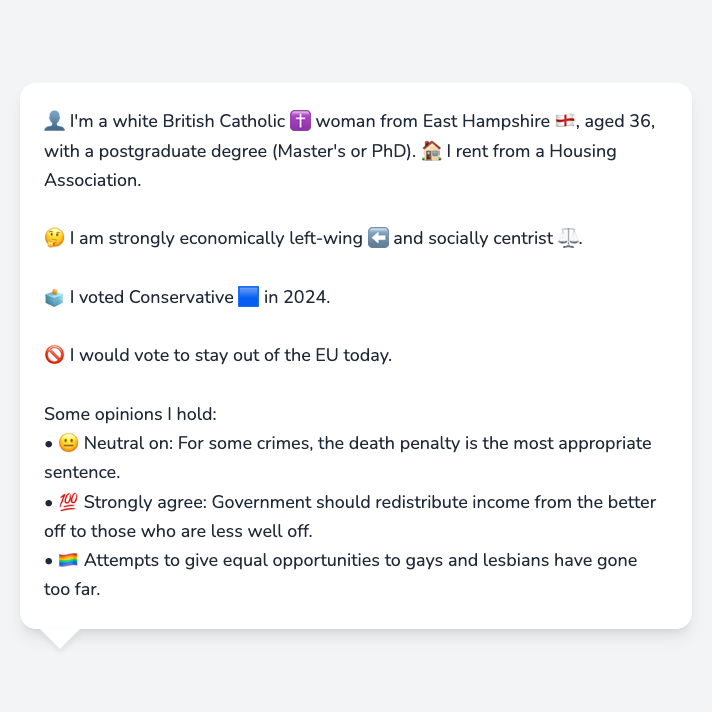 👤 I'm a white British Catholic ✝️ woman from East Hampshire 🏴󠁧󠁢󠁥󠁮󠁧󠁿, aged 36,
with a postgraduate degree (Master's or PhD). 🏠 I rent from a Housing
Association.
🤔 I am strongly economically left-wing ⬅️ and socially centrist ⚖️.
🗳️ I voted Conservative 🟦 in 2024.
🚫 I would vote to stay out of the EU today.
Some opinions I hold:
• 😐 Neutral on: For some crimes, the death penalty is the most appropriate
sentence.
• 💯 Strongly agree: Government should redistribute income from the better
off to those who are less well off.
• 🏳️‍🌈 Attempts to give equal opportunities to gays and lesbians have gone
too far.